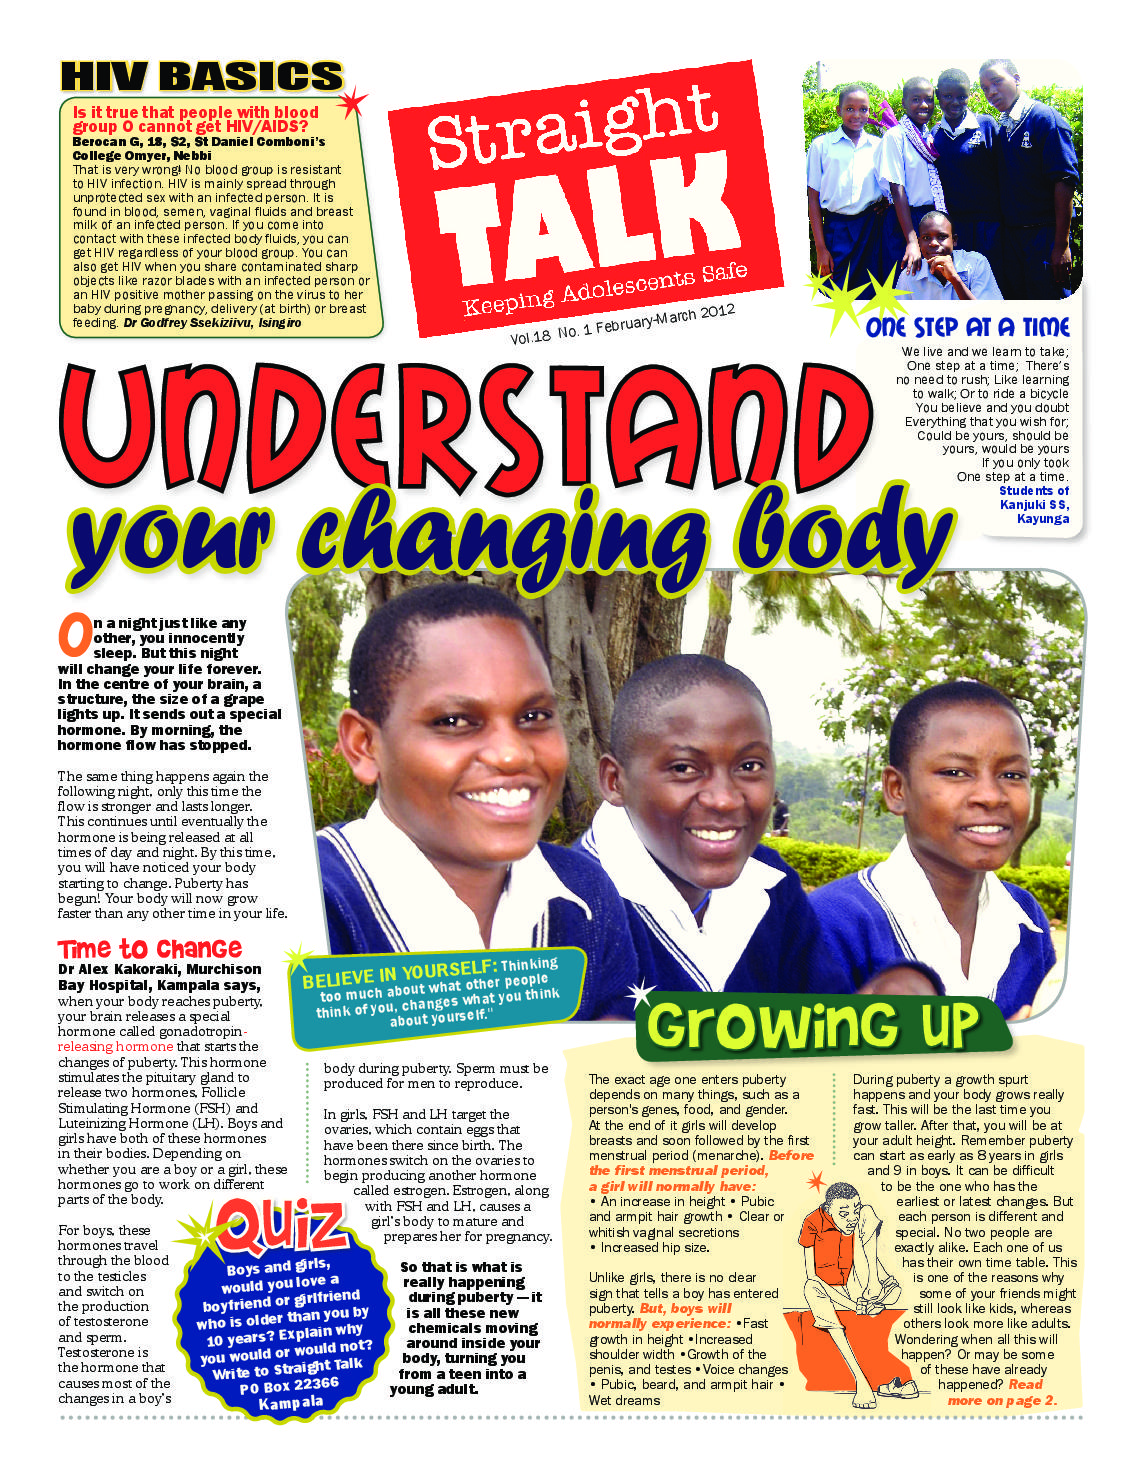 HIV BASICS
Is it true that people with blood
group O cannot get HIV/AIDS?
Berocan G, 18, S2, St Daniel Comboni's
College Omyer, Nebbi
That is very wrong! No blood group is resistant
to HIV infection. HIV is mainly spread through
unprotected sex with an infected person. It is
found in blood, semen, vaginal fluids and breast
milk of an infected person. If you come into
contact with these infected body fluids, you can
get HIV regardless of your blood group. You can
also get HIV when you share contaminated sharp
objects like razor blades with an infected person or
an HIV positive mother passing on the virus to her
baby during pregnancy, delivery (at birth) or breast
feeding. Dr Godfrey Ssekiziivu, Isingiro
Straight
TALK
Keeping Adolescents Safe
Vol.18 No. 1 February-March 2012
ONE STEP AT A TIME
We live and we learn to take;
One step at a time; There's
no need to rush; Like learning
to walk; Or to ride a bicycle
You believe and you doubt
Everything that you wish for;
Could be yours, should be
yours, would be yours
If you only took
One step at a time.
Students of
Kanjuki SS,
Kayunga
UNDERSTAND
your changing body
On a night just like any
other, you innocently
sleep. But this night
will change your life forever.
In the centre of your brain, a
structure, the size of a grape
lights up. It sends out a special
hormone. By morning, the
hormone flow has stopped.
The same thing happens again the
following night, only this time the
flow is stronger and lasts longer.
This continues until eventually the
hormone is being released at all
times of day and night. By this time,
you will have noticed your body
starting to change. Puberty has
begun! Your body will now grow
faster than any other time in your life.
Time to Change
Dr Alex Kakoraki, Murchison
Bay Hospital, Kampala says,
when your body reaches puberty,
your brain releases a special
hormone called gonadotropin-
releasing hormone that starts the
changes of puberty. This hormone
stimulates the pituitary gland to
release two hormones, Follicle
Stimulating Hormone (FSH) and
Luteinizing Hormone (LH). Boys and
girls have both of these hormones
in their bodies. Depending on
whether you are a boy or a girl, these
hormones go to work on different
parts of the body.
For boys, these
hormones travel
through the blood
to the testicles
and switch on
the production
of testosterone
and sperm.
Testosterone is
the hormone that
causes most of the
changes in a boy's
BELIEVE IN YOURSELF: Thinking
too much about what other people
think of you, changes what you think
about yourself."
body during puberty. Sperm must be
produced for men to reproduce.
In girls, FSH and LH target the
ovaries, which contain eggs that
have been there since birth. The
hormones switch on the ovaries to
begin producing another hormone
called estrogen. Estrogen, along
with FSH and LH, causes a
girl's body to mature and
prepares her for pregnancy.
So that is what is
really happening
during puberty — it
is all these new
chemicals moving
around inside your
body, turning you
from a teen into a
young adult.
QUIZ
Boys and girls,
would you love a
boyfriend or girlfriend
who is older than you by
10 years? Explain why
you would or would not?
Write to Straight Talk
PO Box 22366
Kampala
GROWING UP
The exact age one enters puberty
depends on many things, such as a
person's genes, food, and gender.
At the end of it girls will develop
breasts and soon followed by the first
menstrual period (menarche). Before
the first menstrual period,
a girl will normally have:
• An increase in height • Pubic
and armpit hair growth • Clear or
whitish vaginal secretions
• Increased hip size.
Unlike girls, there is no clear
sign that tells a boy has entered
puberty. But, boys will
normally experience: •Fast
growth in height •Increased
shoulder width •Growth of the
penis, and testes •Voice changes
• Pubic, beard, and armpit hair •
Wet dreams
During puberty a growth spurt
happens and your body grows really
fast. This will be the last time you
grow taller. After that, you will be at
your adult height. Remember puberty
can start as early as 8 years in girls
and 9 in boys. It can be difficult
to be the one who has the
earliest or latest changes. But
each person is different and
special. No two people are
exactly alike. Each one of us
has their own time table. This
is one of the reasons why
some of your friends might
still look like kids, whereas
others look more like adults.
Wondering when all this will
happen? Or may be some
of these have already
happened? Read
more on page 2.